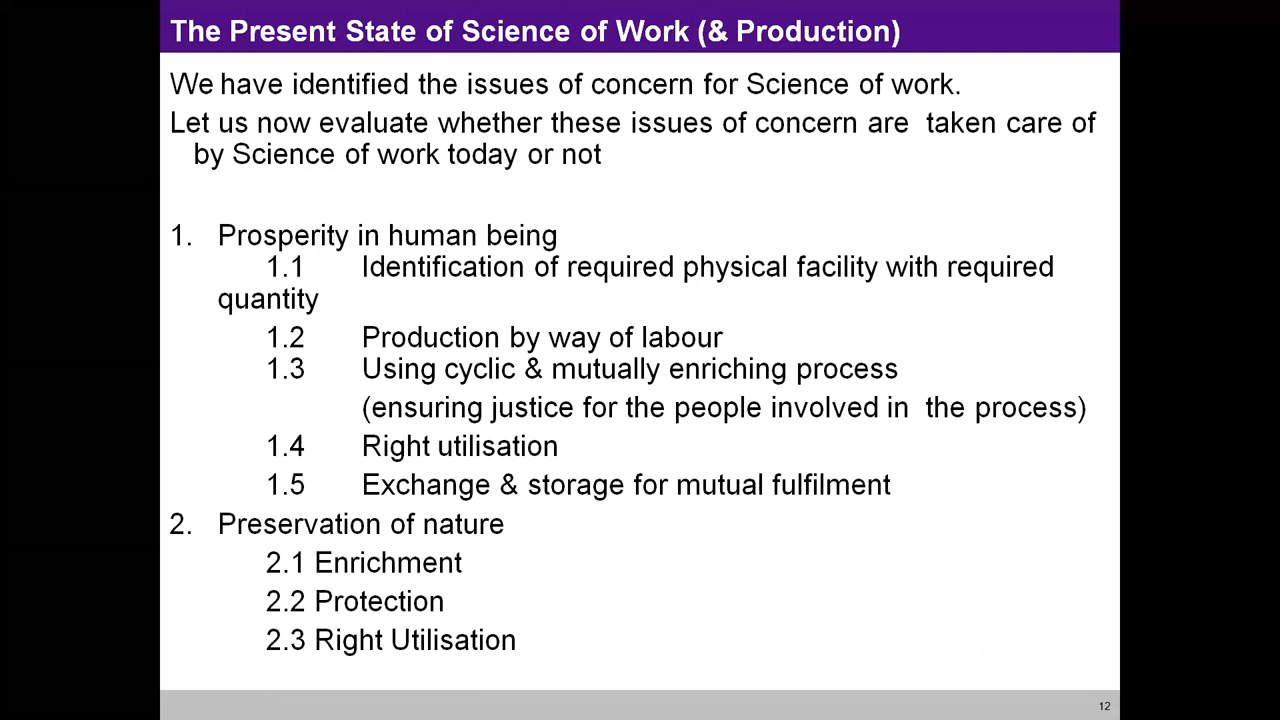 The Present State of Science of Work (& Production)
We have identified the issues of concern for Science of work.
Let us now evaluate whether these issues of concern are taken care of
by Science of work today or not
1. Prosperity in human being
1.1 Identification of required physical facility with required
quantity
1.2 Production by way of labour
1.3 Using cyclic & mutually enriching process
(ensuring justice for the people involved in the process)
1.4 Right utilisation
1.5 Exchange & storage for mutual fulfilment
2. Preservation of nature
2.1 Enrichment
2.2 Protection
2.3 Right Utilisation
12